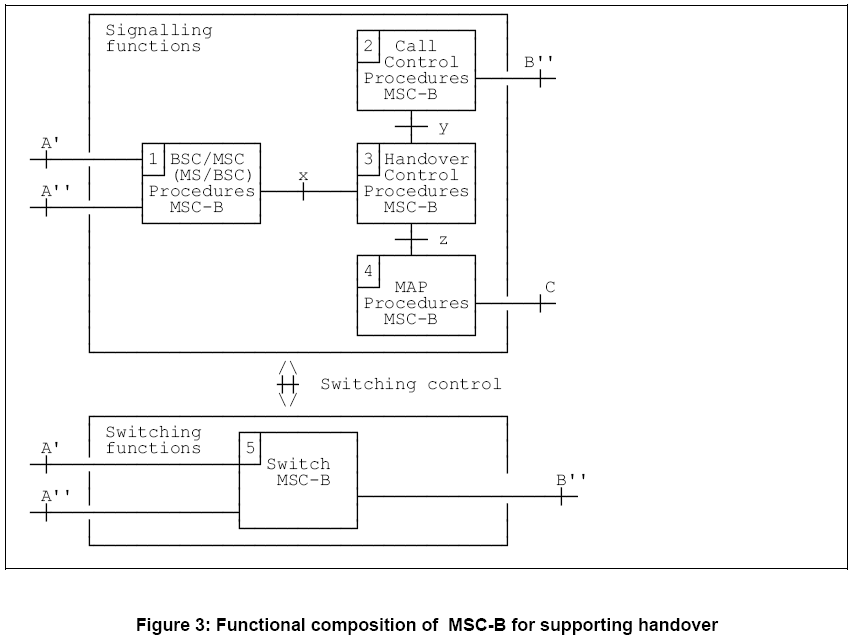 Signalling
functions
2 Call
Control
Procedures
MSC-B
B''
y
A'
A''
1 BSC/MSC
(MS/BSC)
Procedures
MSC-B
x
3 Handover
Control
Procedures
MSC-B
z
4
MAP
Procedures
MSC-B
C
/\
Switching control
\/
Switching
functions
A'
A''
5
Switch
MSC-B
B''
Figure 3: Functional composition of MSC-B for supporting handover